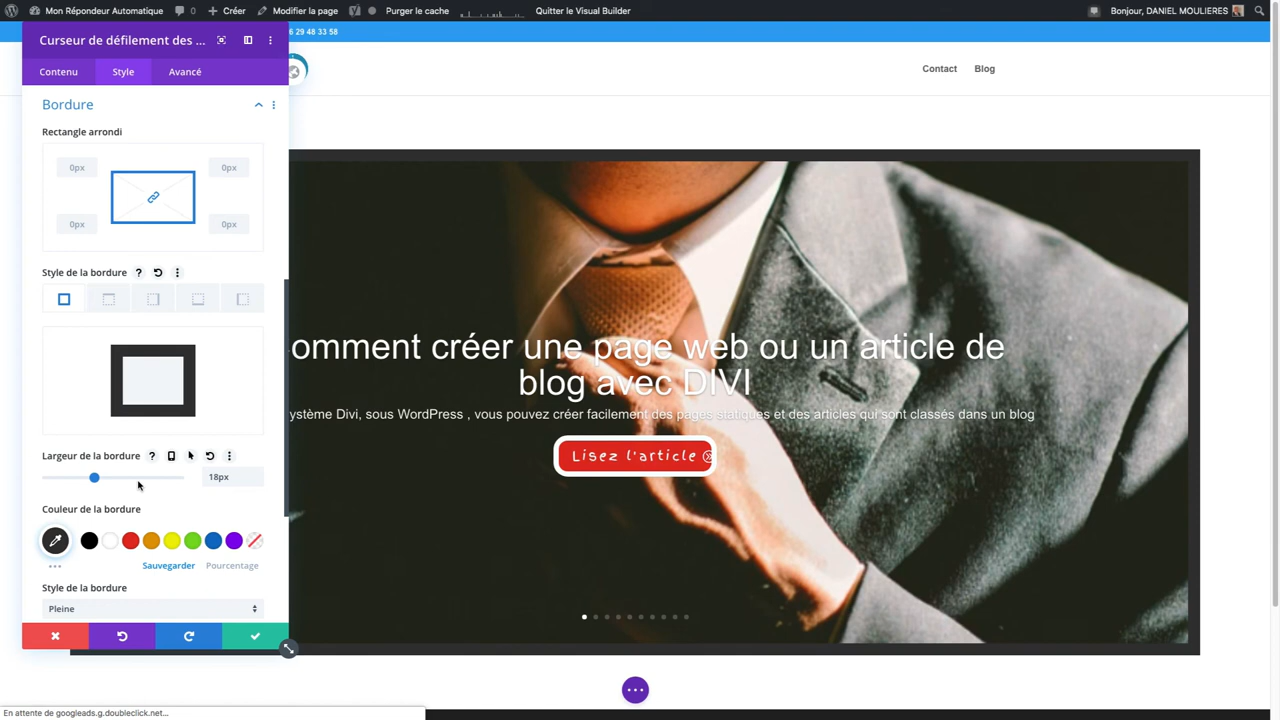 Mon Répondeur Automatique 0 Créer Modifier la page Purger le cache Quitter le Visual Builder Bonjour, DANIEL MOULIERES
6 29 48 33 58
Curseur de défilement des ...
Contenu Style Avancé
Contact Blog
Bordure
Rectangle arrondi
0px 0px
0px 0px
Style de la bordure ?
omment créer une page web ou un article de
blog avec DIVI
ystème Divi, sous WordPress , vous pouvez créer facilement des pages statiques et des articles qui sont classés dans un blog
Lisez l'article
Largeur de la bordure ?
18px
Couleur de la bordure
Sauvegarder Pourcentage
Style de la bordure
Pleine
En attente de googleads.g.doubleclick.net...